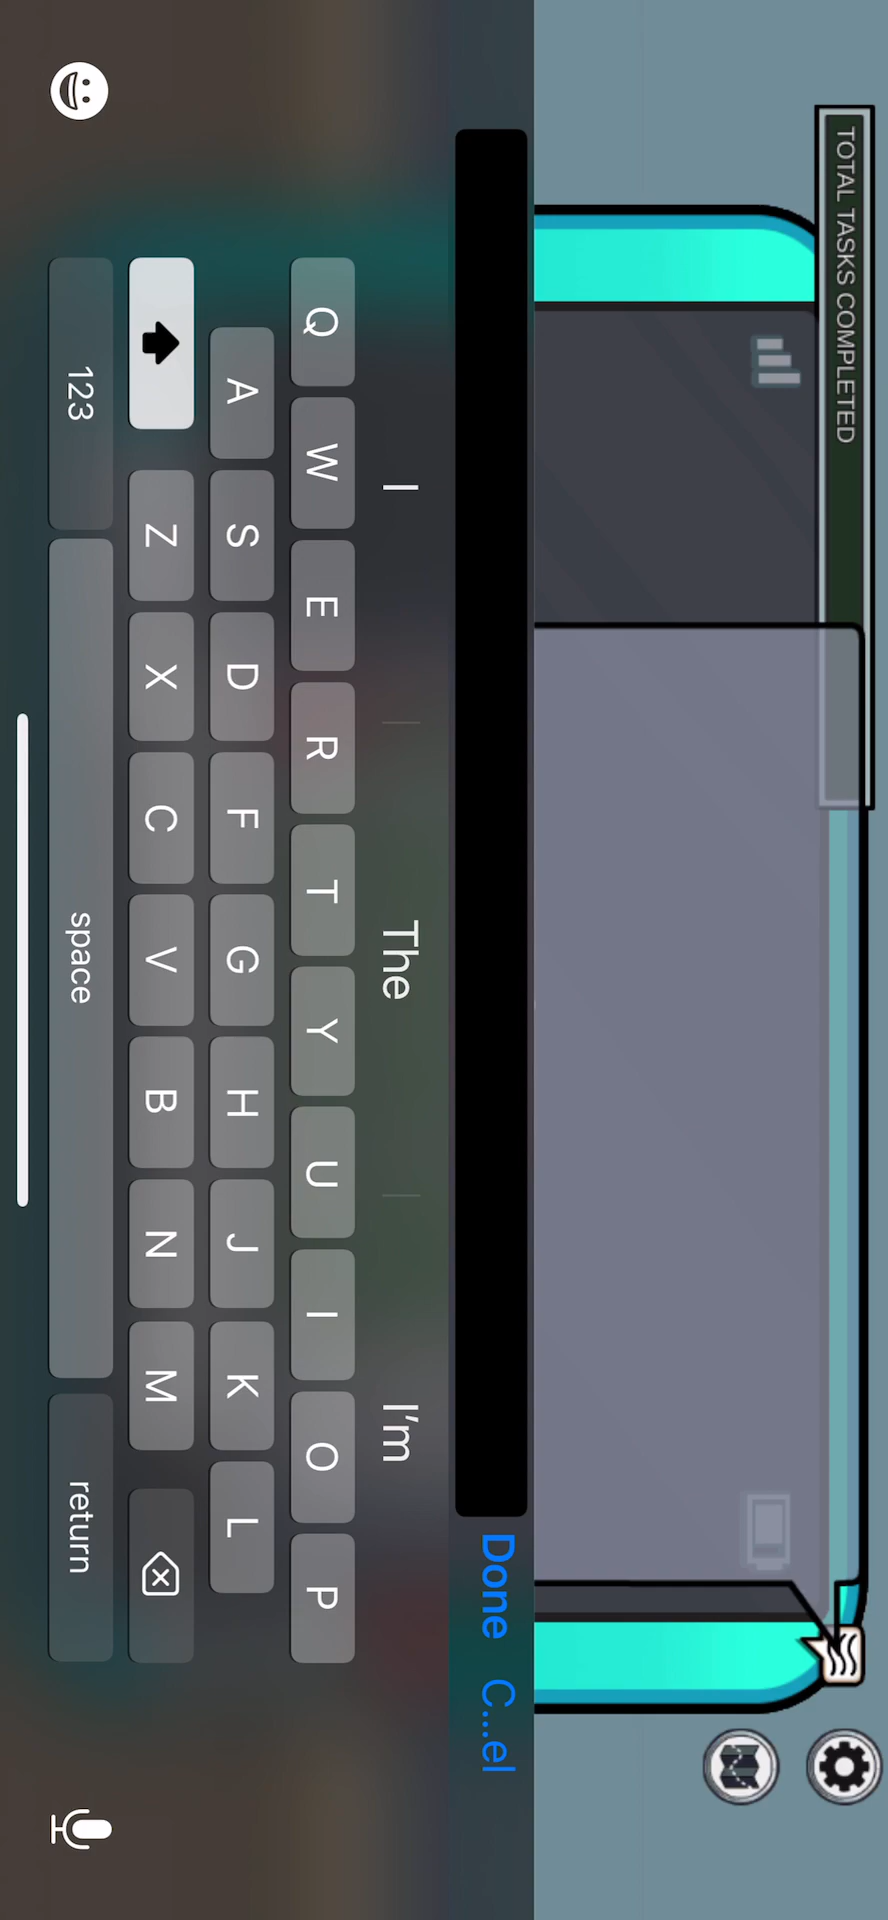 TOTAL TASKS COMPLETED
Done C...el
I The I'm
Q W E R T Y U I O P
A S D F G H J K L
Z X C V B N M
123 space return